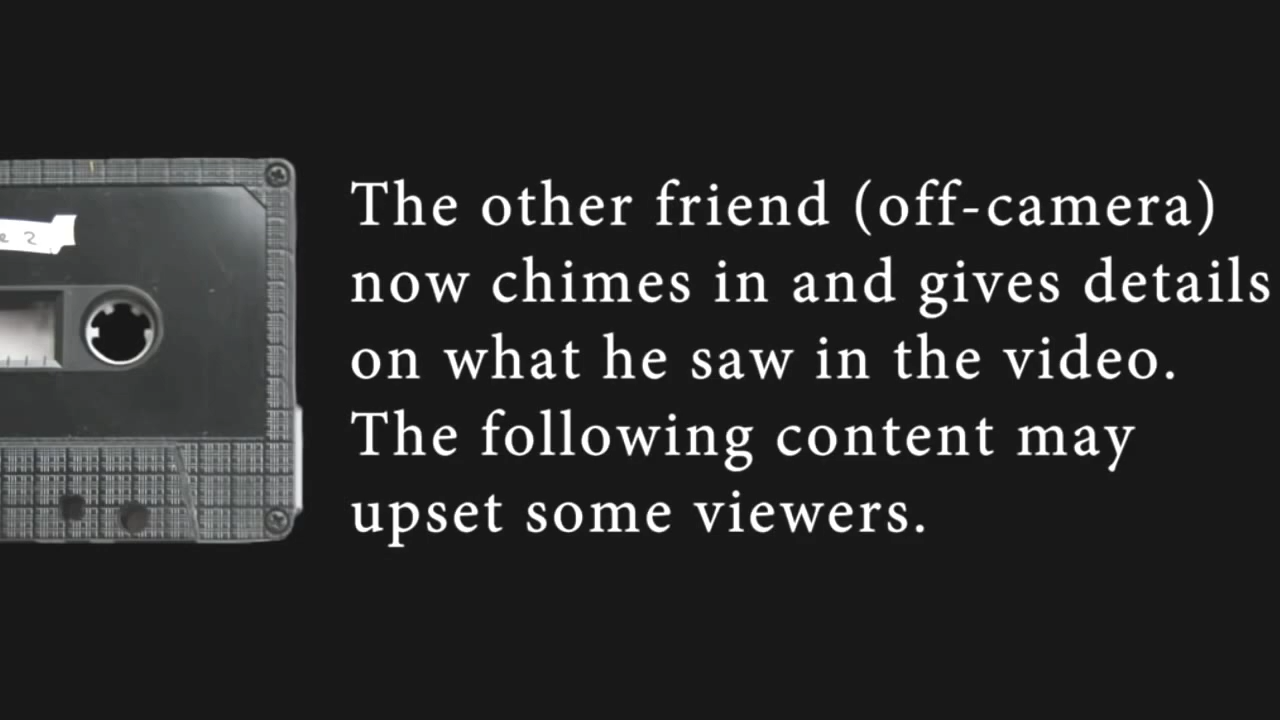 e 2
The other friend (off-camera)
now chimes in and gives details
on what he saw in the video.
The following content may
upset some viewers.